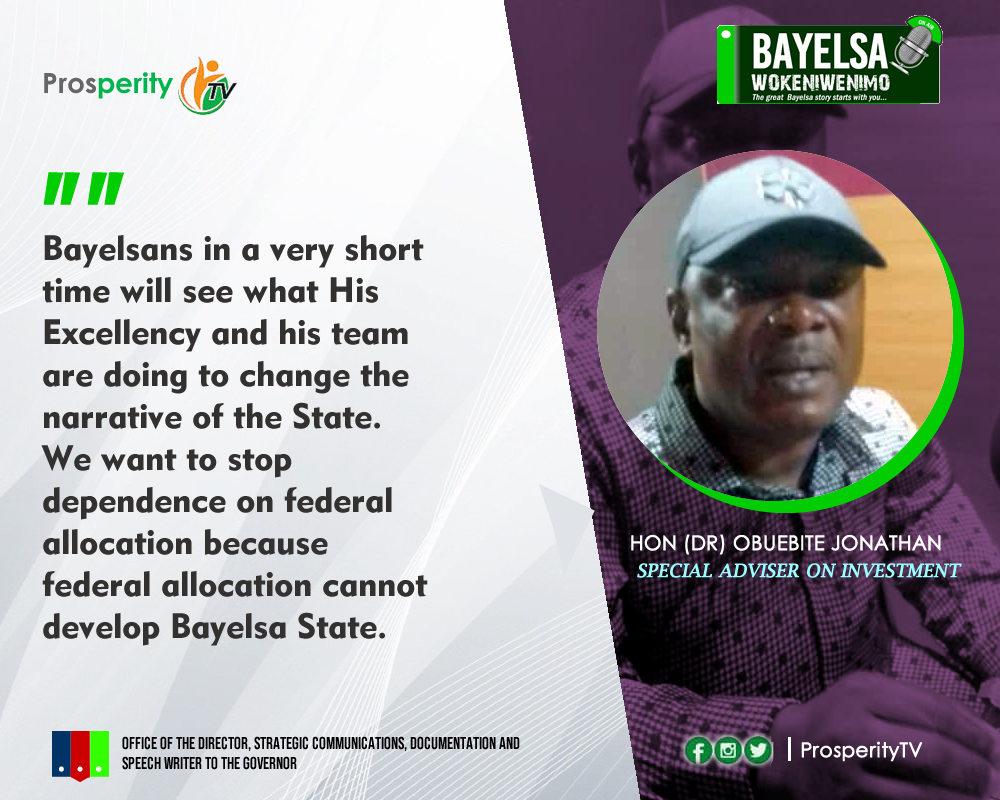 Prosperity TV
ON AIR
BAYELSA
WOKENIWENIMO
The great Bayelsa story starts with you...
""
Bayelsans in a very short
time will see what His
Excellency and his team
are doing to change the
narrative of the State.
We want to stop
dependence on federal
allocation because
federal allocation cannot
develop Bayelsa State.
HON (DR) OBUEBITE JONATHAN
SPECIAL ADVISER ON INVESTMENT
OFFICE OF THE DIRECTOR, STRATEGIC COMMUNICATIONS, DOCUMENTATION AND
SPEECH WRITER TO THE GOVERNOR
| ProsperityTV